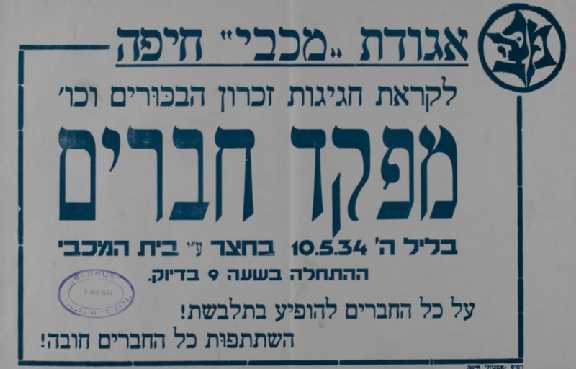 אגודת „מכבי" חיפה
לקראת חגיגות זכרון הבכורים וכו'
מפקד חברים
בליל ה' 10.5.34 בחצר ע"י בית המכבי
ההתחלה בשעה 9 בדיוק.
על כל החברים להופיע בתלבשת!
השתתפות כל החברים חובה!